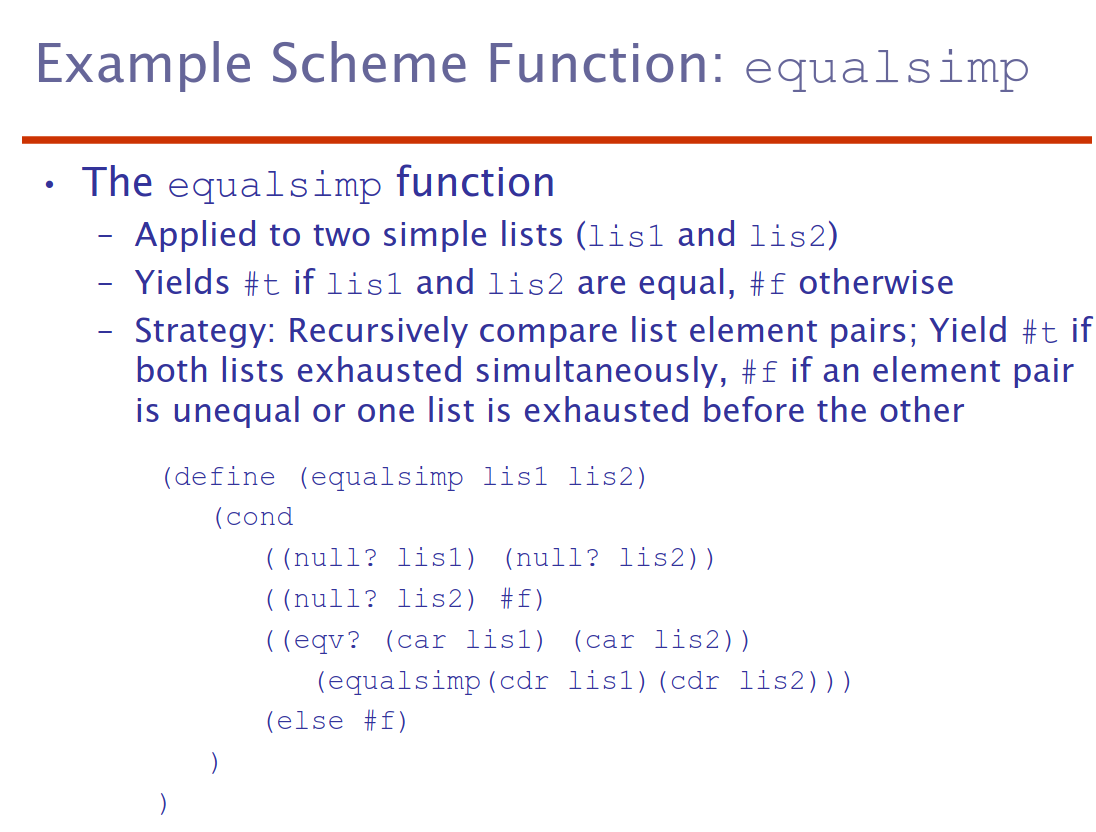 Example Scheme Function: equalsimp
• The equalsimp function
– Applied to two simple lists (lis1 and lis2)
– Yields #t if lis1 and lis2 are equal, #f otherwise
– Strategy: Recursively compare list element pairs; Yield #t if
both lists exhausted simultaneously, #f if an element pair
is unequal or one list is exhausted before the other
(define (equalsimp lis1 lis2)
(cond
((null? lis1) (null? lis2))
((null? lis2) #f)
((eqv? (car lis1) (car lis2))
(equalsimp(cdr lis1)(cdr lis2)))
(else #f)
)
)